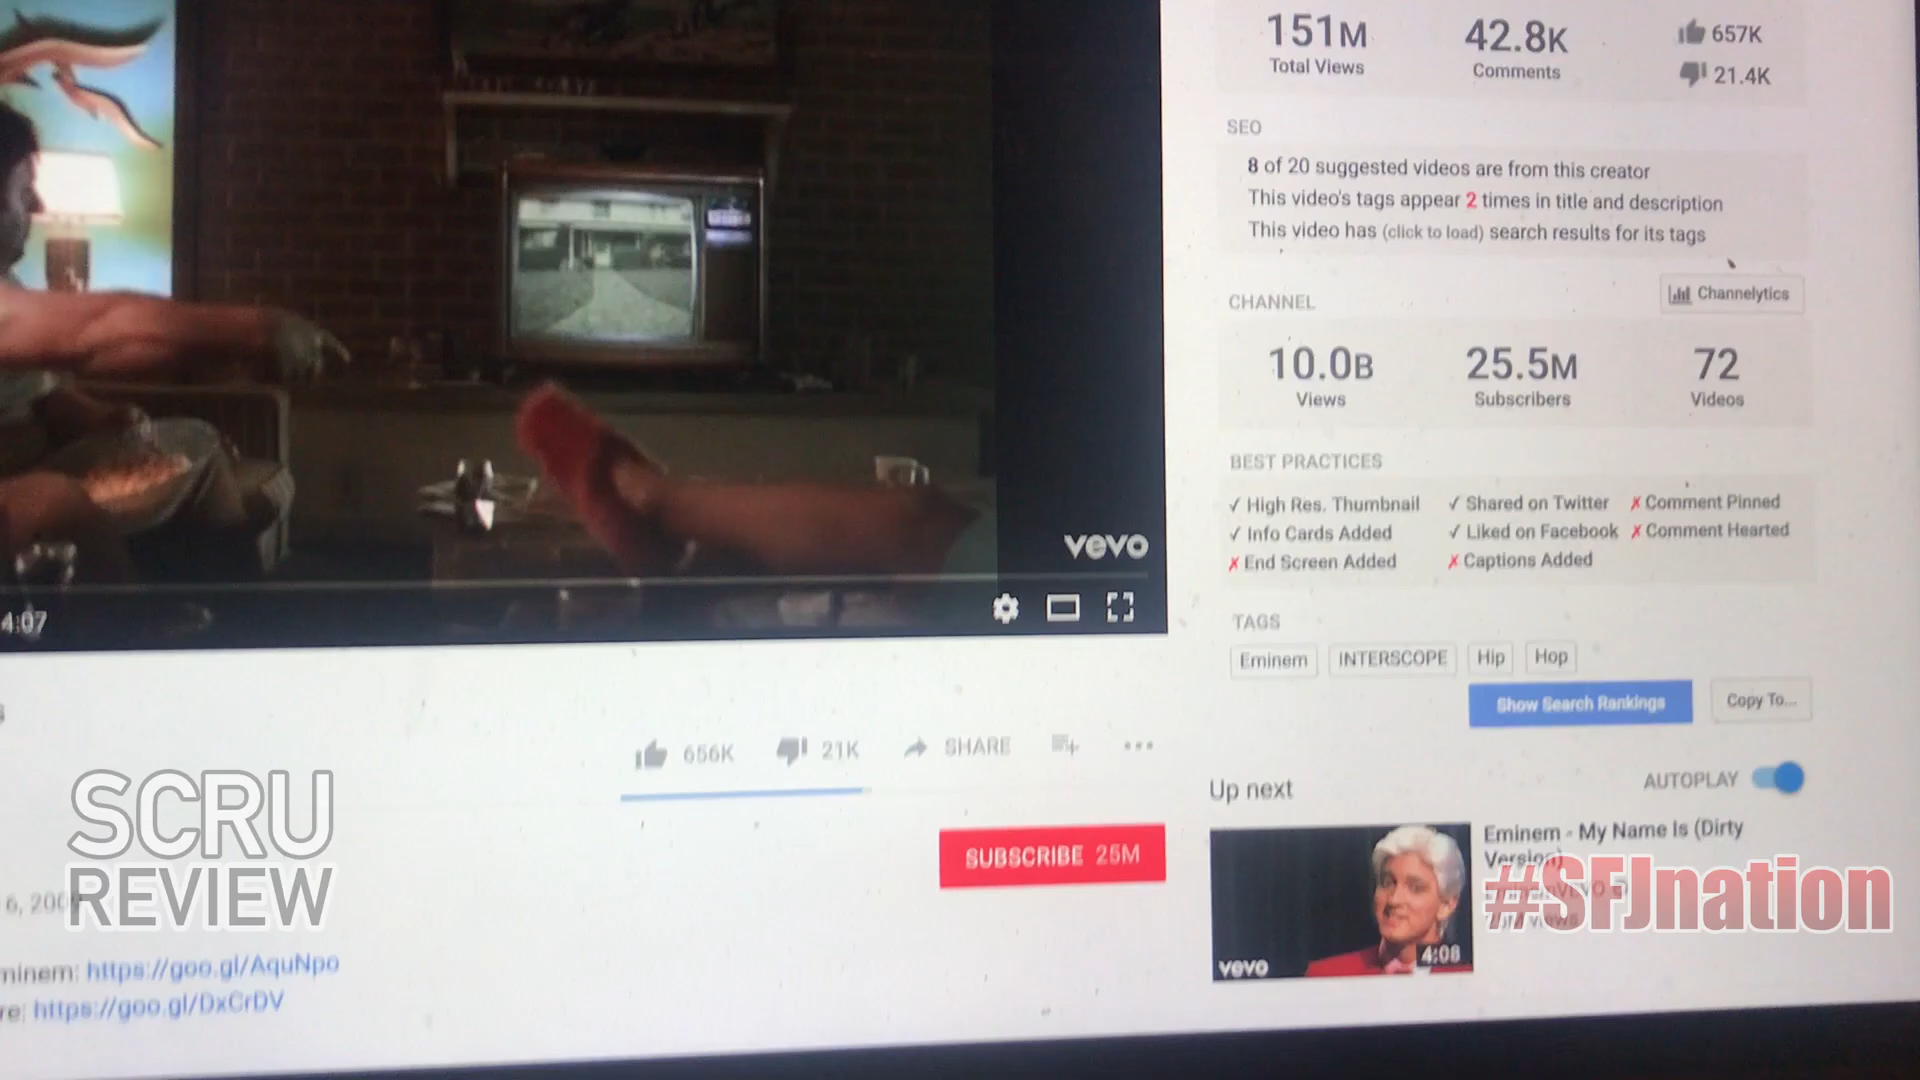 151M
Total Views
42.8K
Comments
657K
21.4K
SEO
8 of 20 suggested videos are from this creator
This video's tags appear 2 times in title and description
This video has (click to load) search results for its tags
CHANNEL
Channelytics
10.0B
Views
25.5M
Subscribers
72
Videos
BEST PRACTICES
✓ High Res. Thumbnail
✓ Shared on Twitter
✗ Comment Pinned
✓ Info Cards Added
✓ Liked on Facebook
✗ Comment Hearted
✗ End Screen Added
✗ Captions Added
TAGS
Eminem
INTERSCOPE
Hip
Hop
Show Search Rankings
Copy To...
vevo
4:07
656K
21K
SHARE
SUBSCRIBE 25M
Up next
AUTOPLAY
Eminem - My Name Is (Dirty
Version)
4:08
vevo
SCRU
REVIEW
#SFJnation
6, 200
minem: https://goo.gl/AquNpo
re: https://goo.gl/DxCrDV